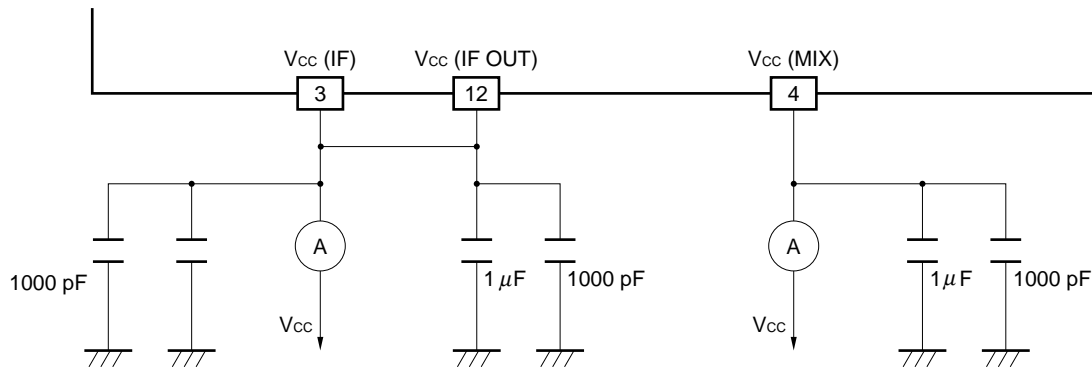 VCC (IF)
VCC (IF OUT)
VCC (MIX)
3
12
4
A
A
1000 pF
1 μF
1000 pF
1 μF
1000 pF
VCC
VCC